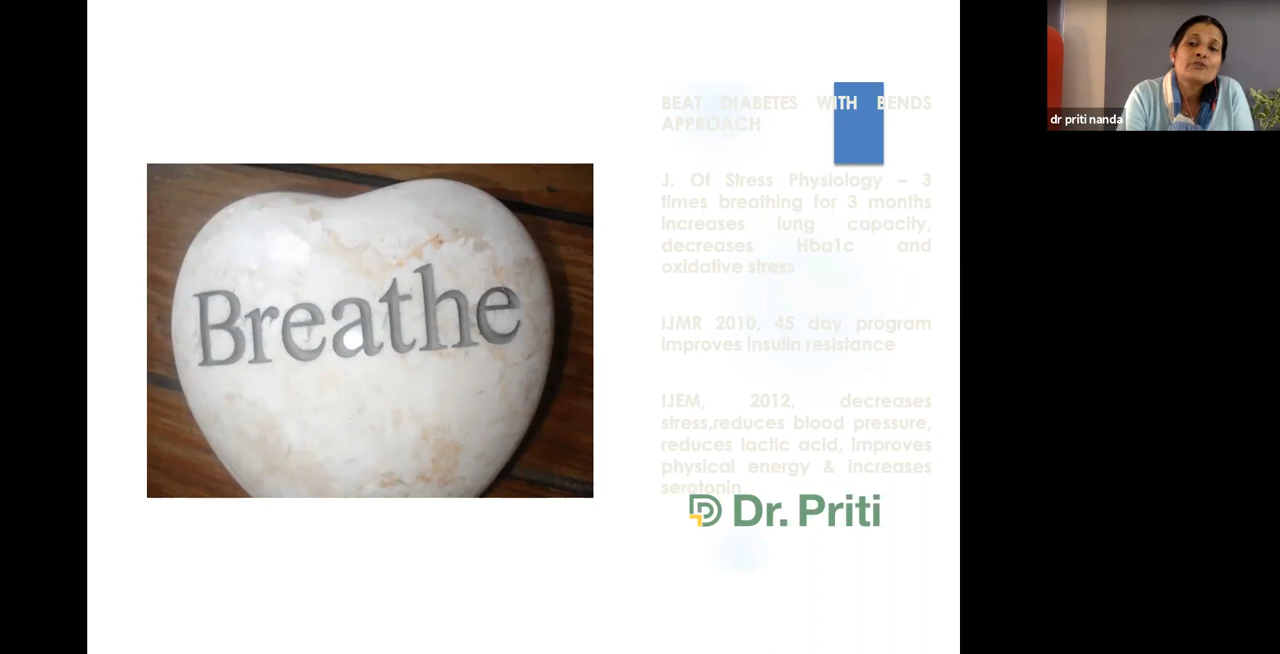 BEAT DIABETES WITH BENDS
APPROACH
J. Of Stress Physiology – 3
times breathing for 3 months
increases lung capacity,
decreases Hba1c and
oxidative stress
IJMR 2010, 45 day program
improves insulin resistance
IJEM, 2012, decreases
stress,reduces blood pressure,
reduces lactic acid, improves
physical energy & increases
serotonin
Dr. Priti
Breathe
dr priti nanda